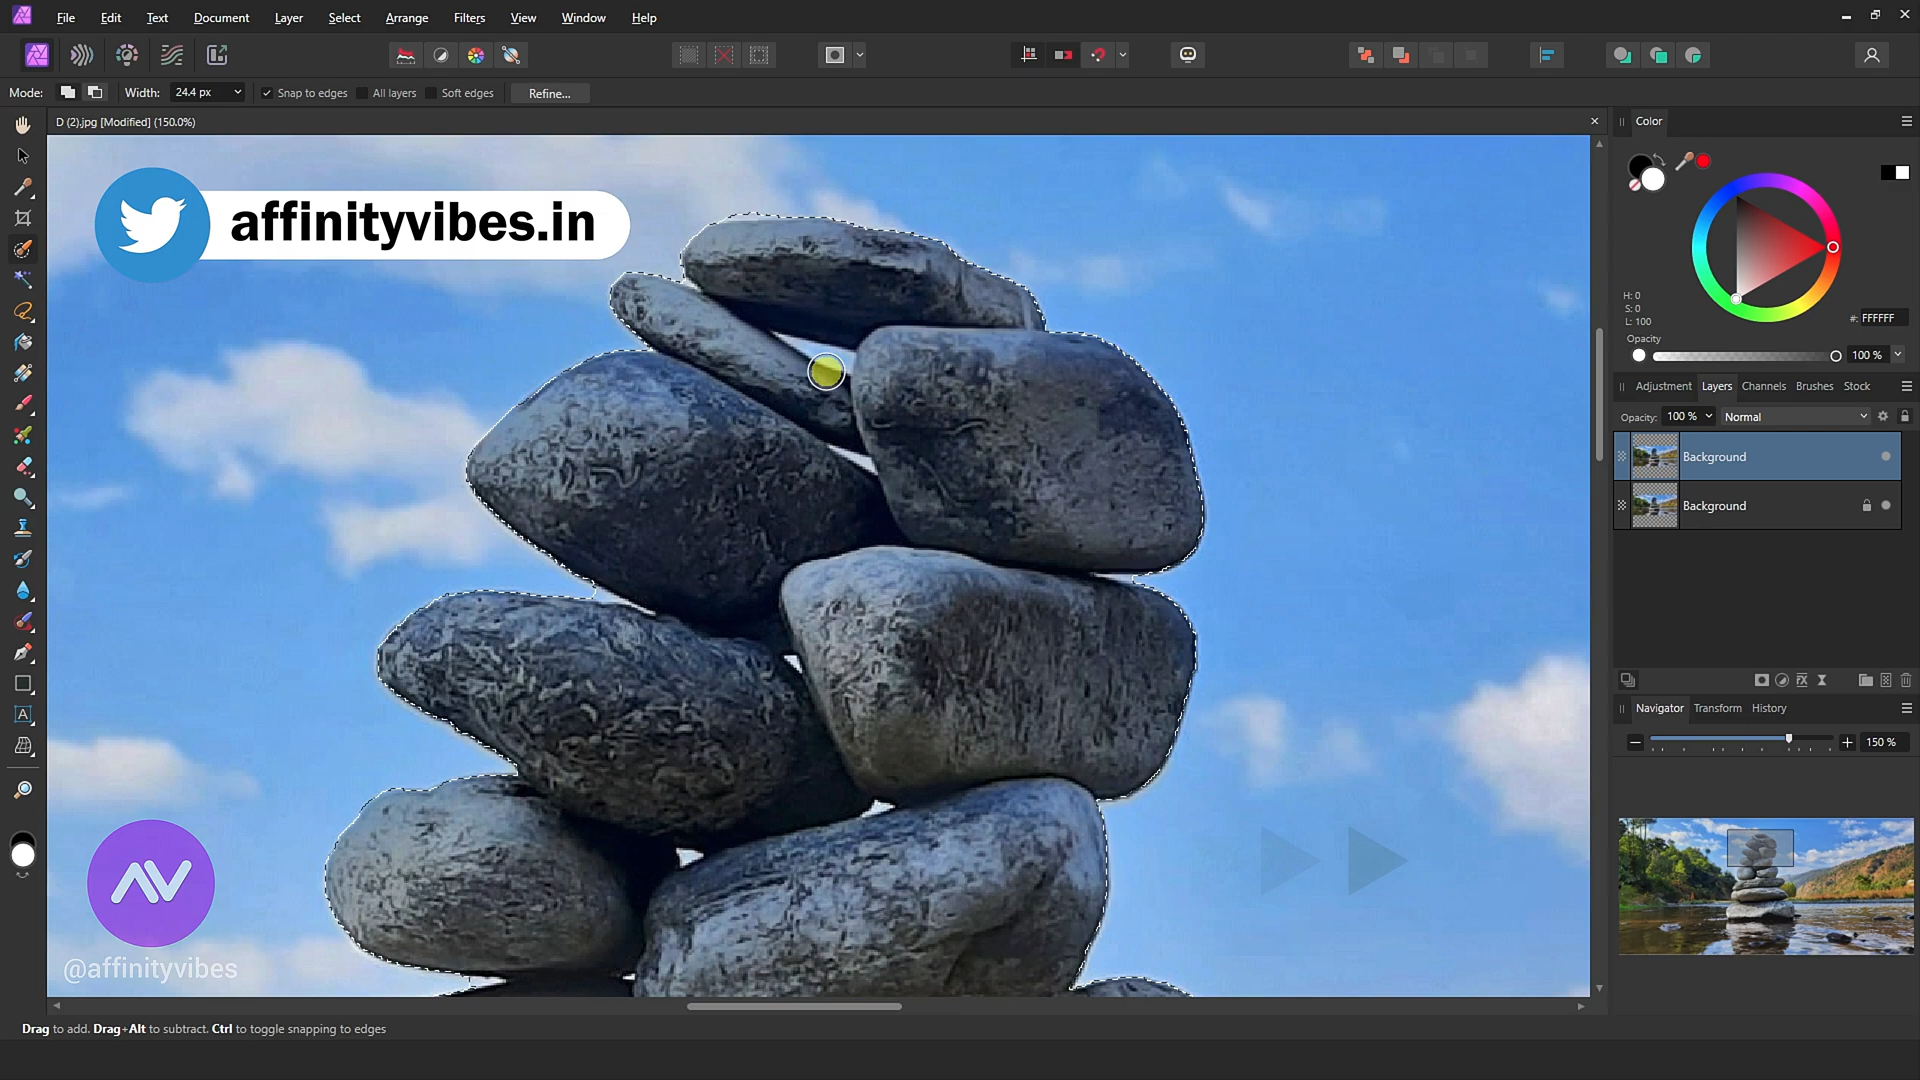 File Edit Text Document Layer Select Arrange Filters View Window Help
Mode: Width: 24.4 px Snap to edges All layers Soft edges Refine...
D (2).jpg [Modified] (150.0%)
Color
affinityvibes.in
H: 0
S: 0
L: 100
#: FFFFFF
Opacity
100 %
Adjustment Layers Channels Brushes Stock
Opacity: 100 % Normal
Background
Background
Navigator Transform History
150 %
@affinityvibes
Drag to add. Drag+Alt to subtract. Ctrl to toggle snapping to edges